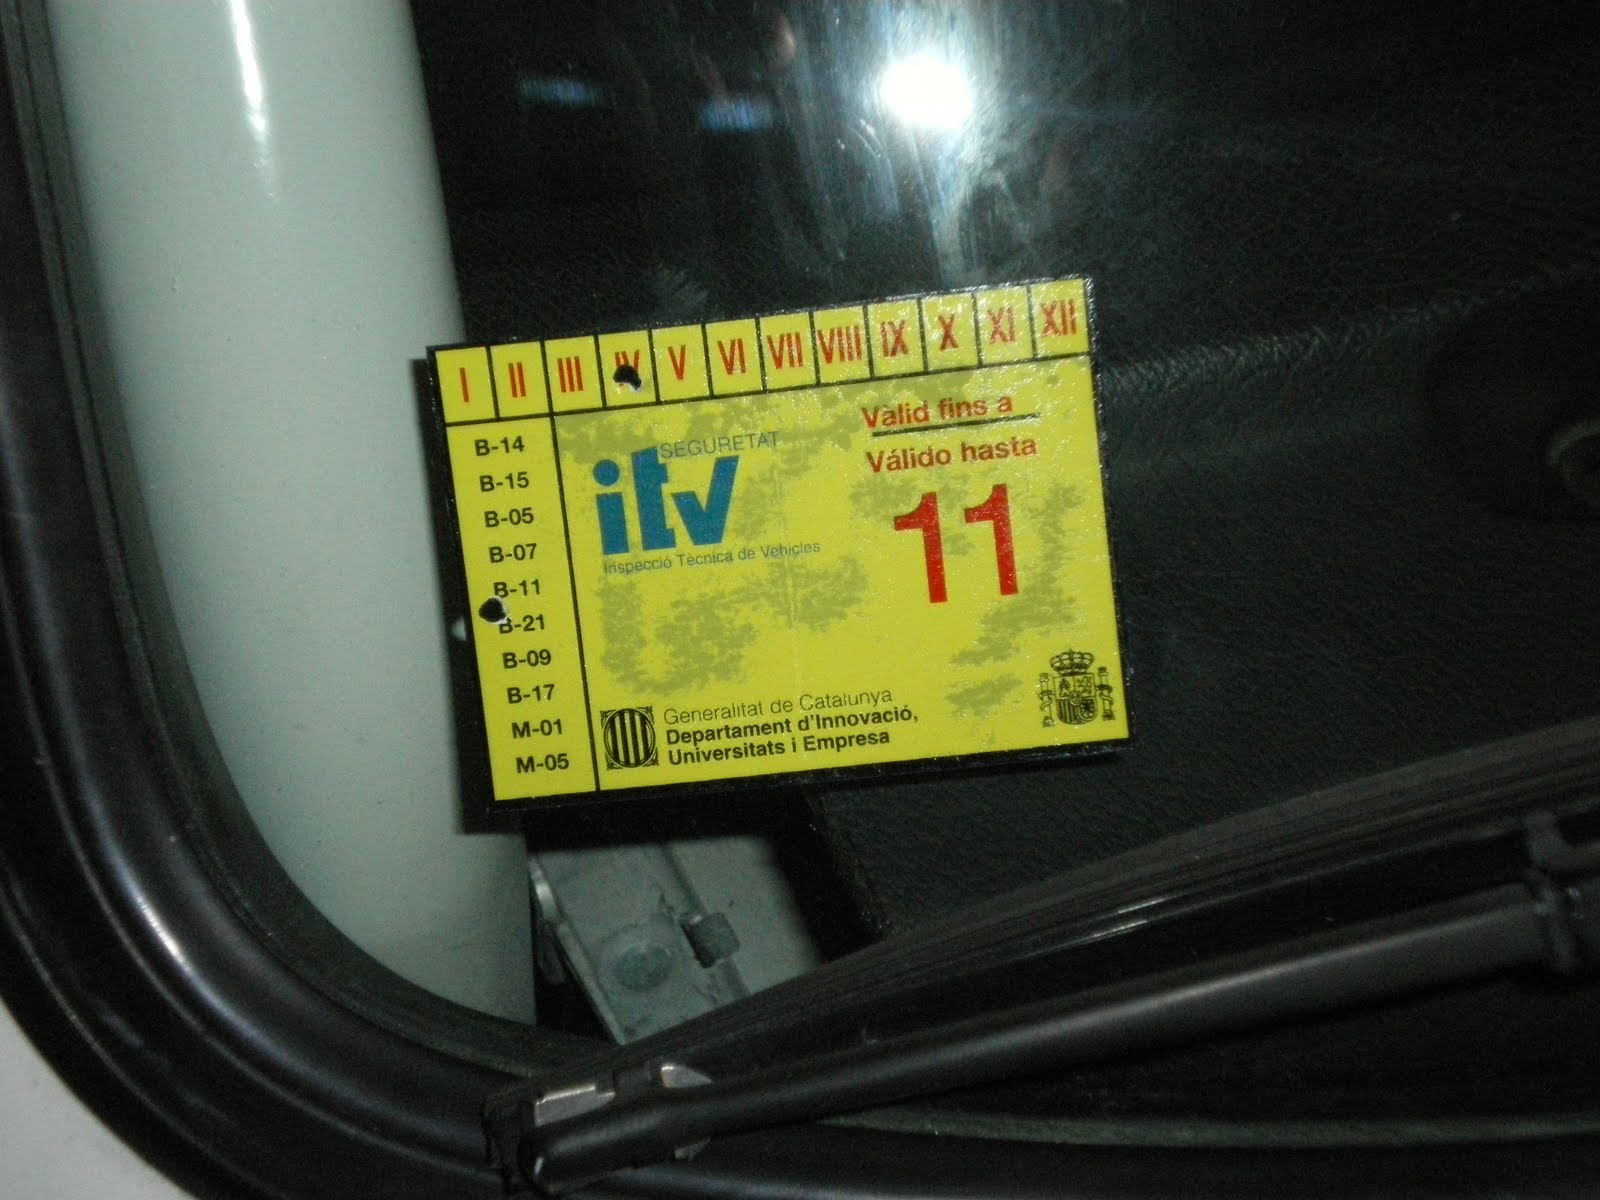 I II III IV V VI VII VIII IX X XI XII
B-14
B-15
B-05
B-07
B-11
B-21
B-09
B-17
M-01
M-05
SEGURETAT
itv
Inspecció Tècnica de Vehicles
Vàlid fins a
Válido hasta
11
Generalitat de Catalunya
Departament d'Innovació,
Universitats i Empresa